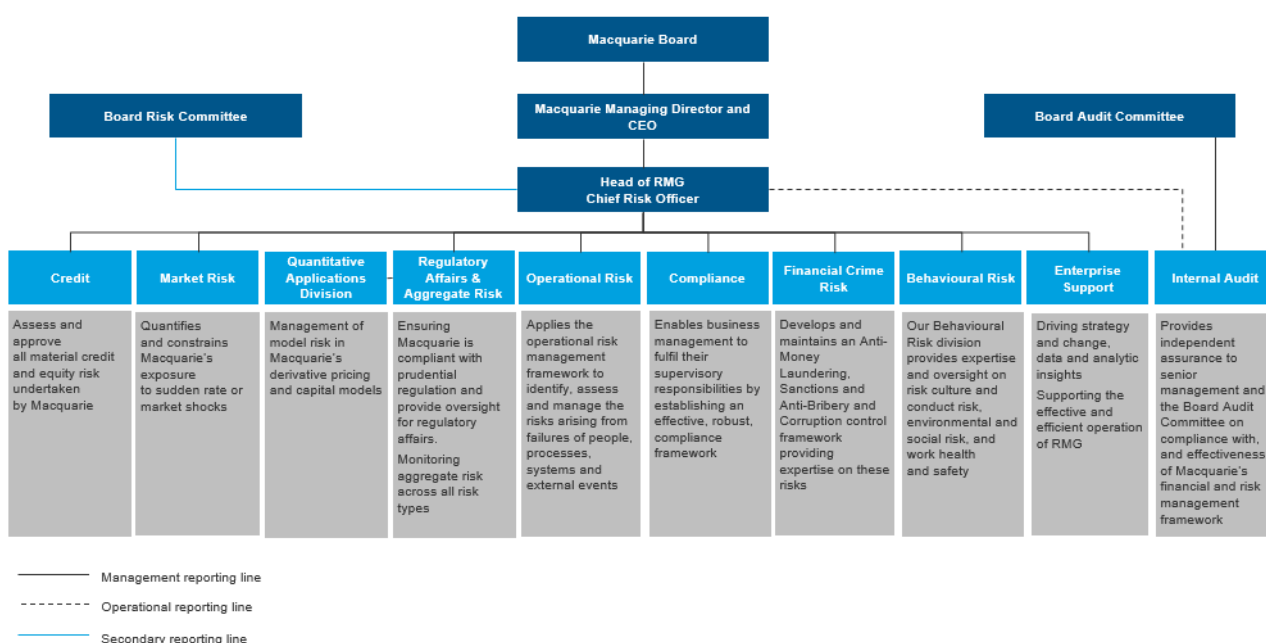 Macquarie Board
Board Risk Committee
Macquarie Managing Director and
CEO
Board Audit Committee
Head of RMG
Chief Risk Officer
Credit
Market Risk
Quantitative
Applications
Division
Regulatory
Affairs &
Aggregate Risk
Operational Risk
Compliance
Financial Crime
Risk
Behavioural Risk
Enterprise
Support
Internal Audit
Assess and
approve
all material credit
and equity risk
undertaken
by Macquarie
Quantifies
and constrains
Macquarie's
exposure
to sudden rate or
market shocks
Management of
model risk in
Macquarie's
derivative pricing
and capital models
Ensuring
Macquarie is
compliant with
prudential
regulation and
provide oversight
for regulatory
affairs.
Monitoring
aggregate risk
across all risk
types
Applies the
operational risk
management
framework to
identify, assess
and manage the
risks arising from
failures of people,
processes,
systems and
external events
Enables business
management to
fulfil their
supervisory
responsibilities by
establishing an
effective, robust,
compliance
framework
Develops and
maintains an Anti-
Money
Laundering,
Sanctions and
Anti-Bribery and
Corruption control
framework
providing
expertise on these
risks
Our Behavioural
Risk division
provides expertise
and oversight on
risk culture and
conduct risk,
environmental and
social risk, and
work health
and safety
Driving strategy
and change,
data and analytic
insights
Supporting the
effective and
efficient operation
of RMG
Provides
independent
assurance to
senior
management and
the Board Audit
Committee on
compliance with,
and effectiveness
of Macquarie's
financial and risk
management
framework
Management reporting line
Operational reporting line
Secondary reporting line